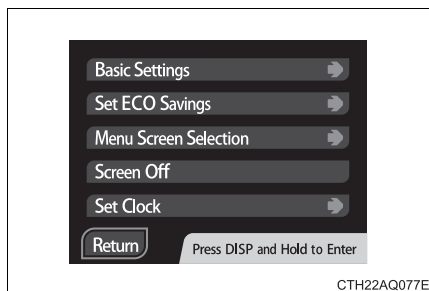 Basic Settings
Set ECO Savings
Menu Screen Selection
Screen Off
Set Clock
Return
Press DISP and Hold to Enter
CTH22AQ077E